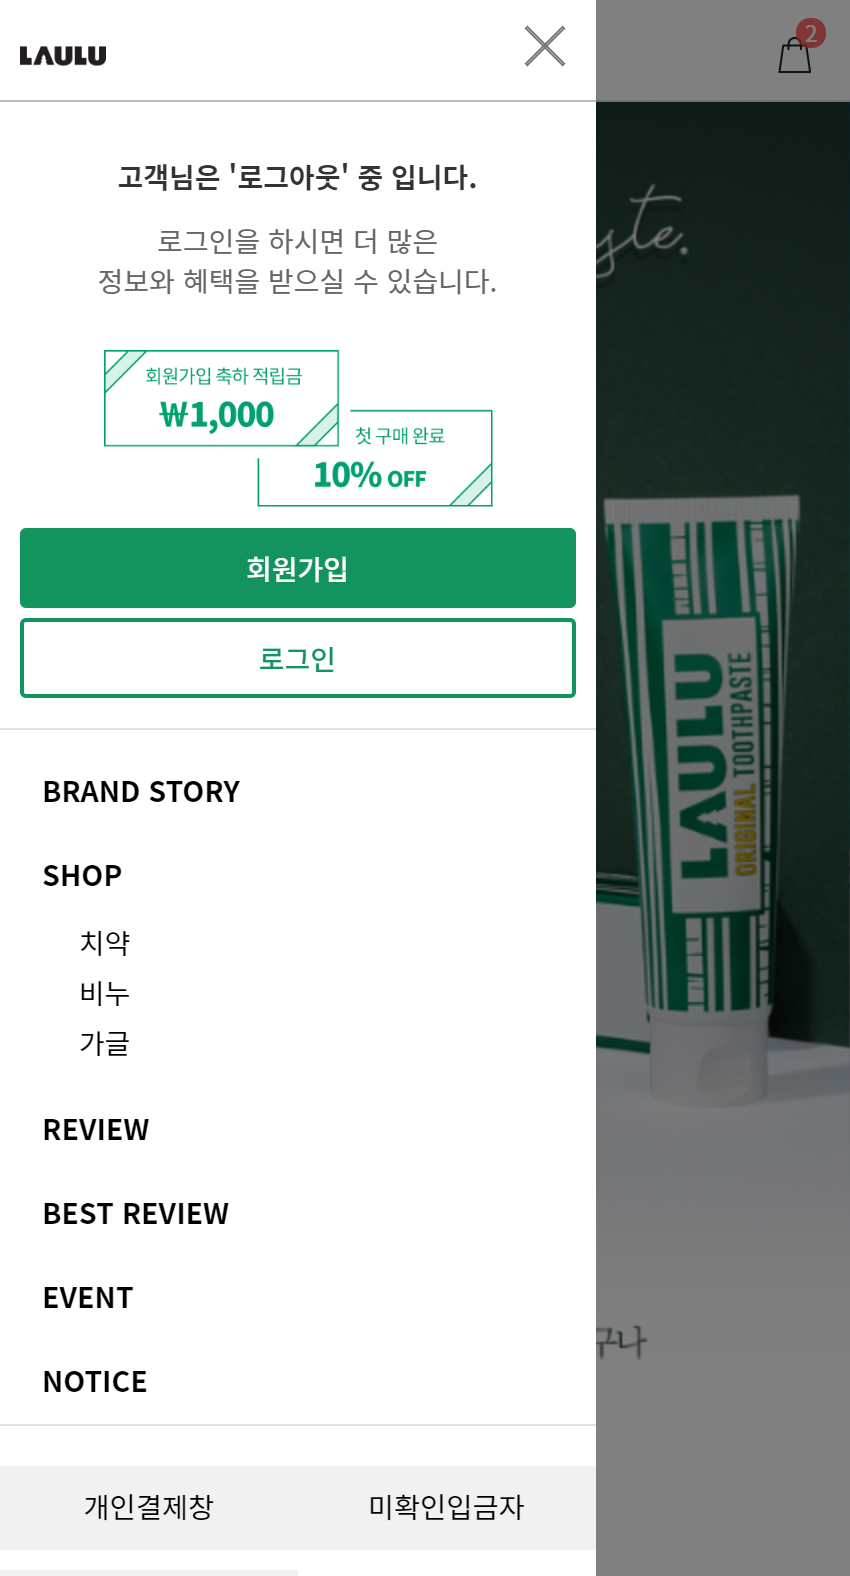 LAULU
2
고객님은 '로그아웃' 중 입니다.
로그인을 하시면 더 많은
정보와 혜택을 받으실 수 있습니다.
회원가입 축하 적립금
₩1,000
첫 구매 완료
10% OFF
회원가입
로그인
BRAND STORY
SHOP
치약
비누
가글
REVIEW
BEST REVIEW
EVENT
NOTICE
개인결제창
미확인입금자
yste.
LAULU
ORIGINAL TOOTHPASTE
구나